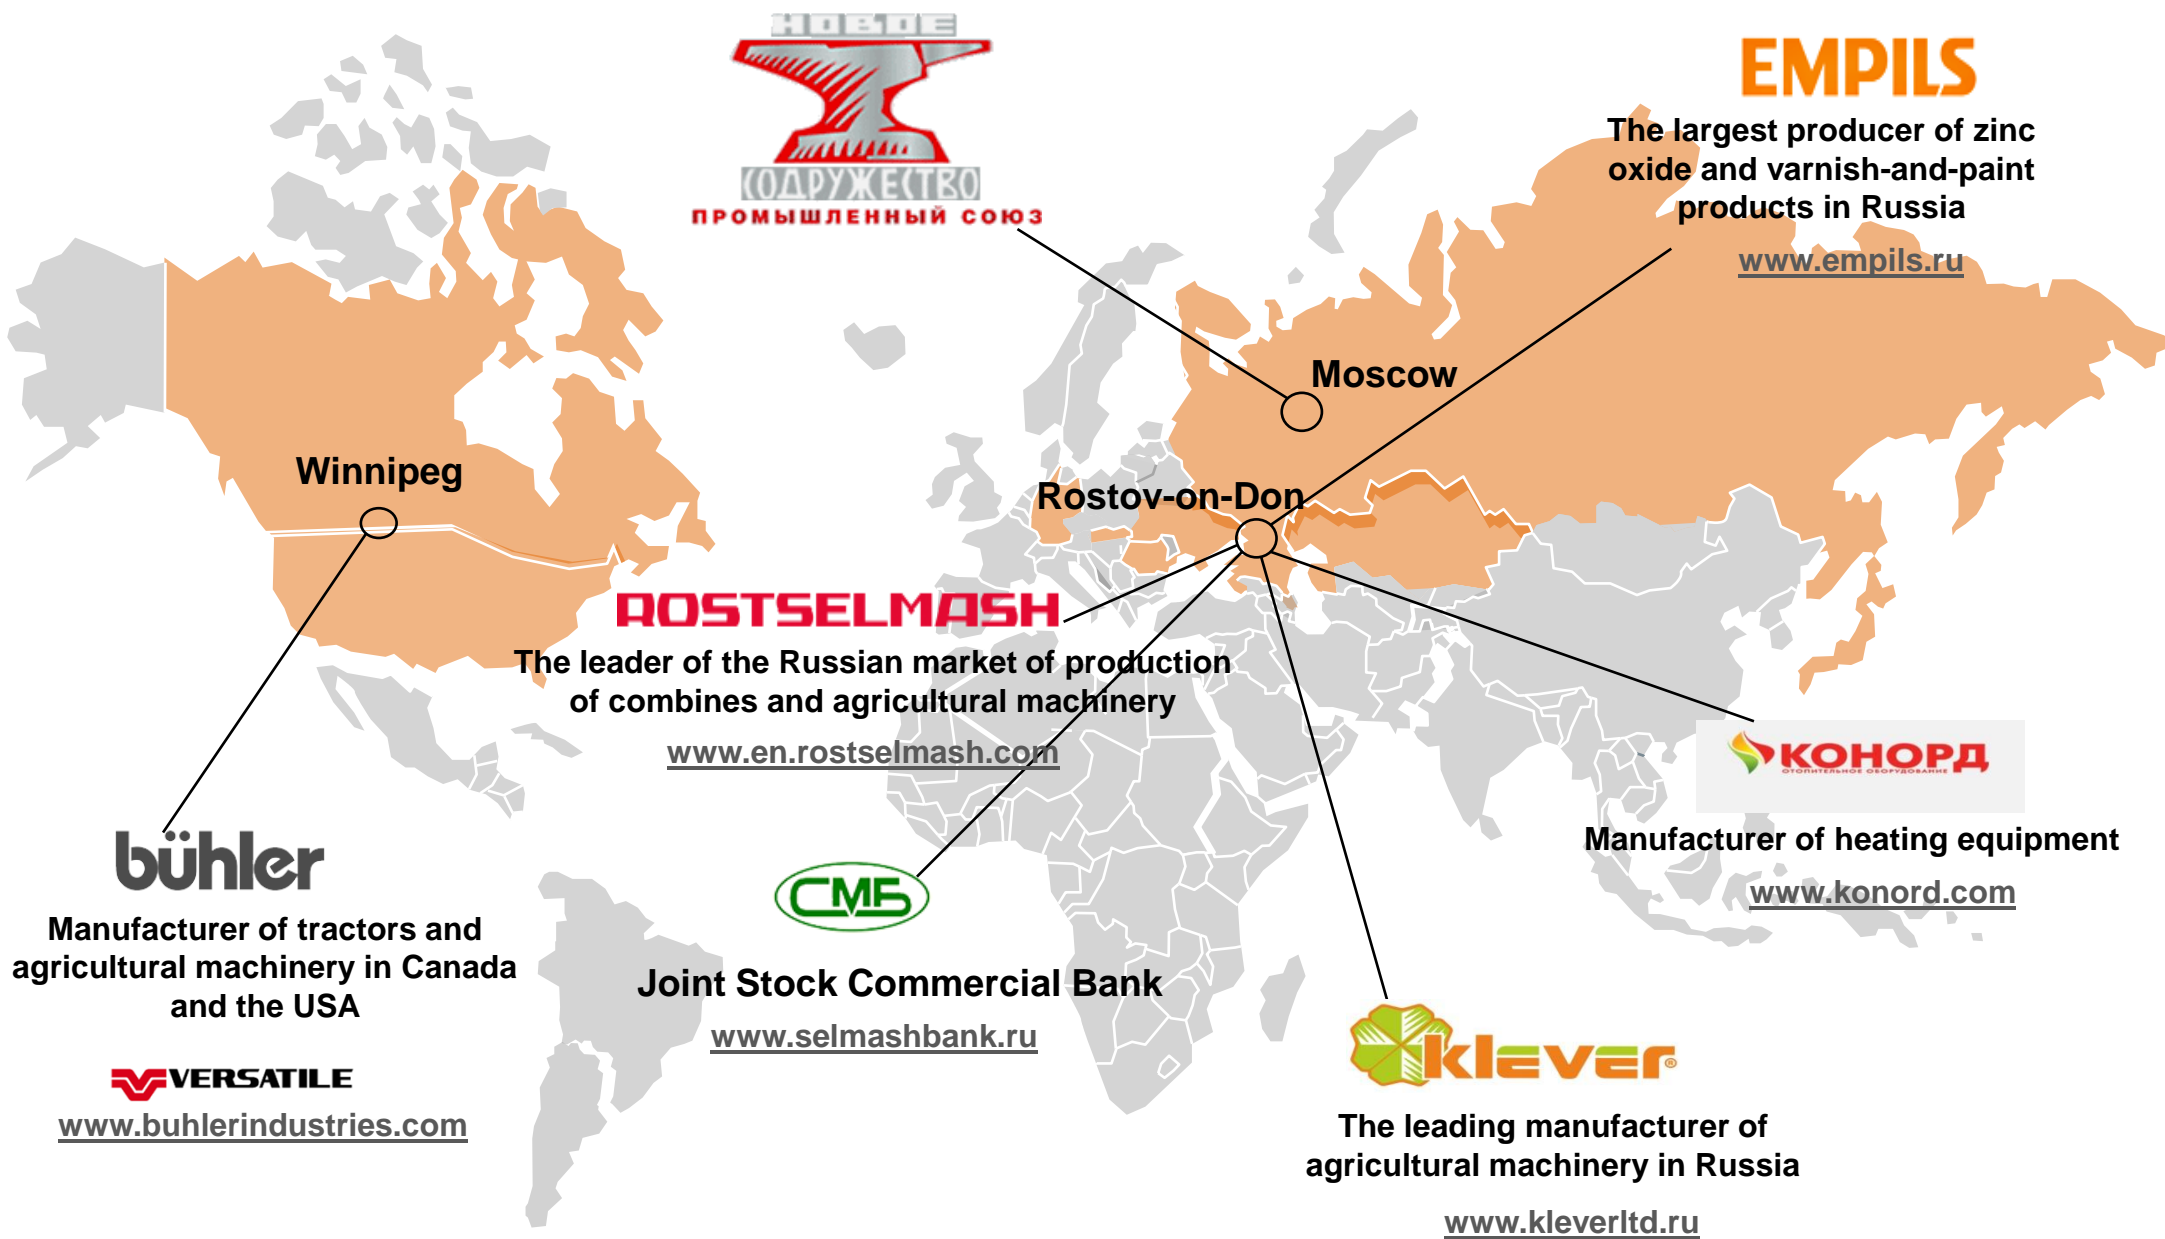 НОВОЕ
СОДРУЖЕСТВО
ПРОМЫШЛЕННЫЙ СОЮЗ
EMPILS
The largest producer of zinc
oxide and varnish-and-paint
products in Russia
www.empils.ru
Moscow
Winnipeg
Rostov-on-Don
ROSTSELMASH
The leader of the Russian market of production
of combines and agricultural machinery
www.en.rostselmash.com
КОНОРД
ОТОПИТЕЛЬНОЕ ОБОРУДОВАНИЕ
Manufacturer of heating equipment
www.konord.com
bühler
Manufacturer of tractors and
agricultural machinery in Canada
and the USA
VERSATILE
www.buhlerindustries.com
СМБ
Joint Stock Commercial Bank
www.selmashbank.ru
klever®
The leading manufacturer of
agricultural machinery in Russia
www.kleverltd.ru